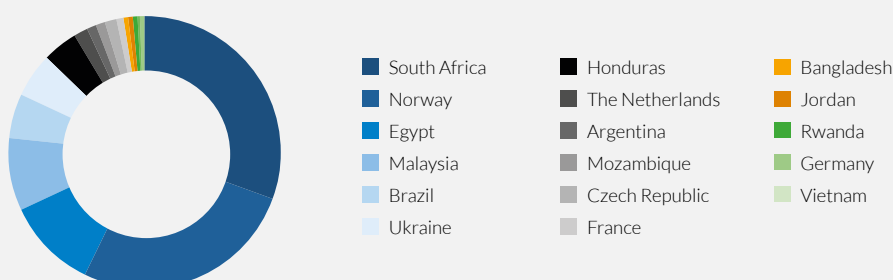 South Africa
Norway
Egypt
Malaysia
Brazil
Ukraine
Honduras
The Netherlands
Argentina
Mozambique
Czech Republic
France
Bangladesh
Jordan
Rwanda
Germany
Vietnam